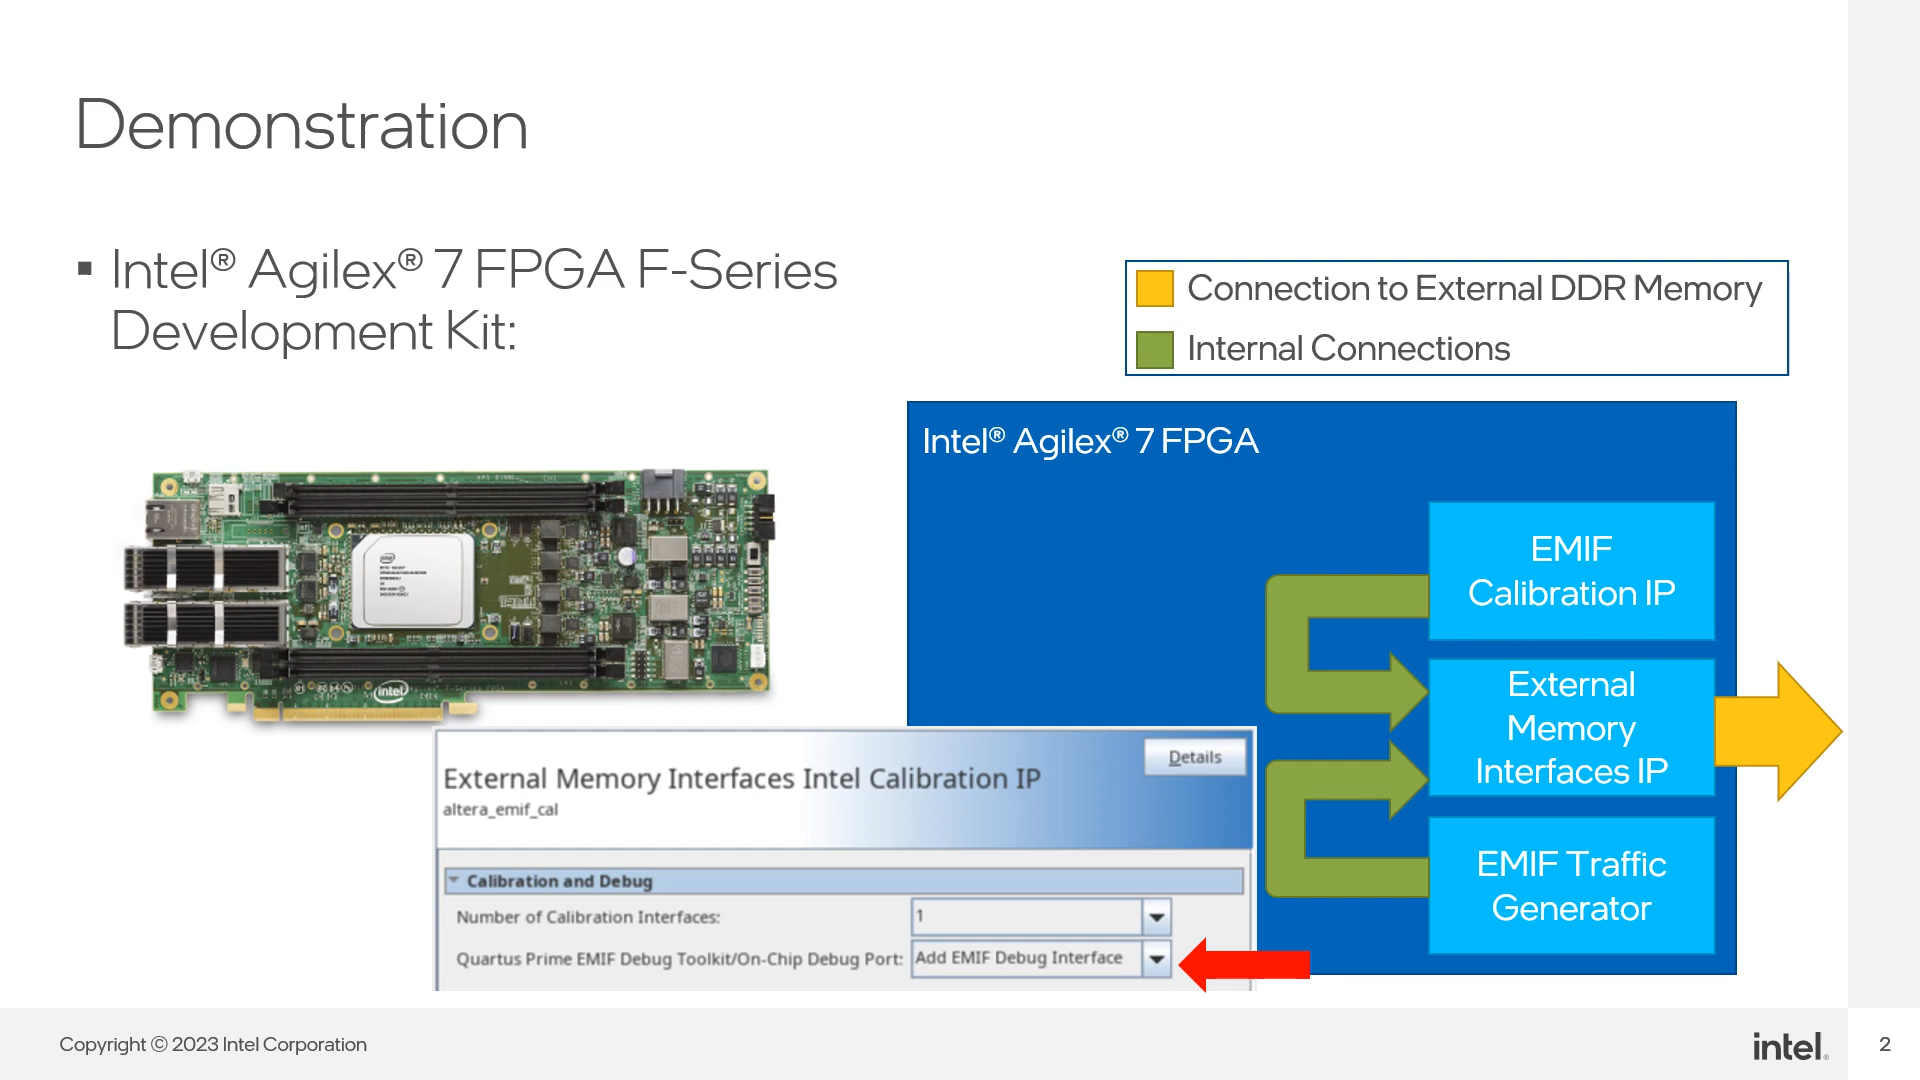 Demonstration
▪ Intel® Agilex® 7 FPGA F-Series
Development Kit:
Connection to External DDR Memory
Internal Connections
Intel® Agilex® 7 FPGA
EMIF
Calibration IP
External
Memory
Interfaces IP
EMIF Traffic
Generator
intel
Details
External Memory Interfaces Intel Calibration IP
altera_emif_cal
Calibration and Debug
Number of Calibration Interfaces: 1
Quartus Prime EMIF Debug Toolkit/On-Chip Debug Port: Add EMIF Debug Interface
Copyright © 2023 Intel Corporation
intel.
2